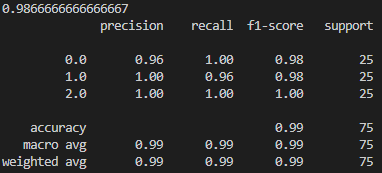 0.9866666666666667
precision recall f1-score support
0.0 0.96 1.00 0.98 25
1.0 1.00 0.96 0.98 25
2.0 1.00 1.00 1.00 25
accuracy 0.99 75
macro avg 0.99 0.99 0.99 75
weighted avg 0.99 0.99 0.99 75